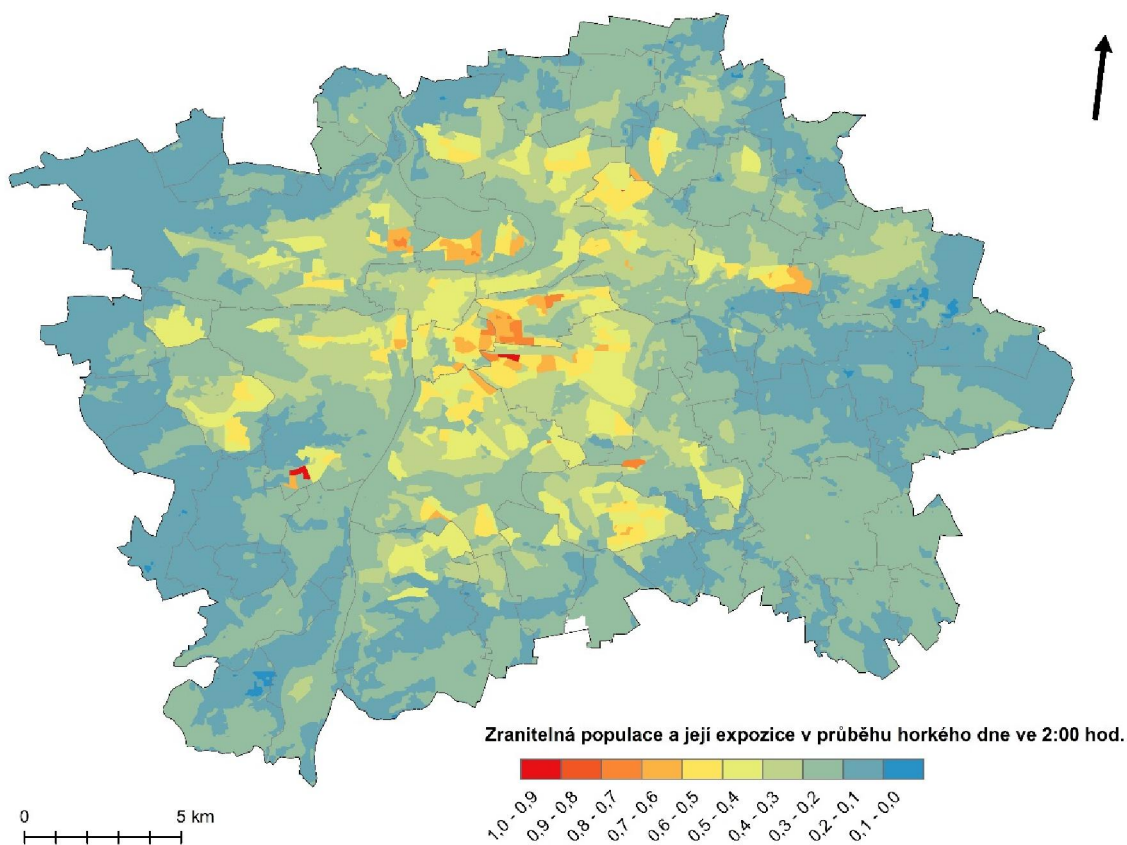 Zranitelná populace a její expozice v průběhu horkého dne ve 2:00 hod.
1,0 - 0,9
0,9 - 0,8
0,8 - 0,7
0,7 - 0,6
0,6 - 0,5
0,5 - 0,4
0,4 - 0,3
0,3 - 0,2
0,2 - 0,1
0,1 - 0,0
0 5 km